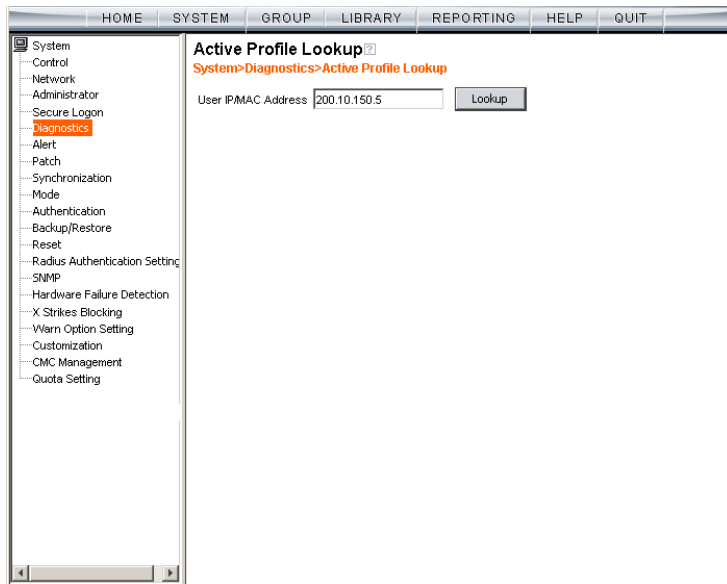 HOME SYSTEM GROUP LIBRARY REPORTING HELP QUIT
System
Control
Network
Administrator
Secure Logon
Diagnostics
Alert
Patch
Synchronization
Mode
Authentication
Backup/Restore
Reset
Radius Authentication Setting
SNMP
Hardware Failure Detection
X Strikes Blocking
Warn Option Setting
Customization
CMC Management
Quota Setting
Active Profile Lookup?
System>Diagnostics>Active Profile Lookup
User IP/MAC Address 200.10.150.5 Lookup